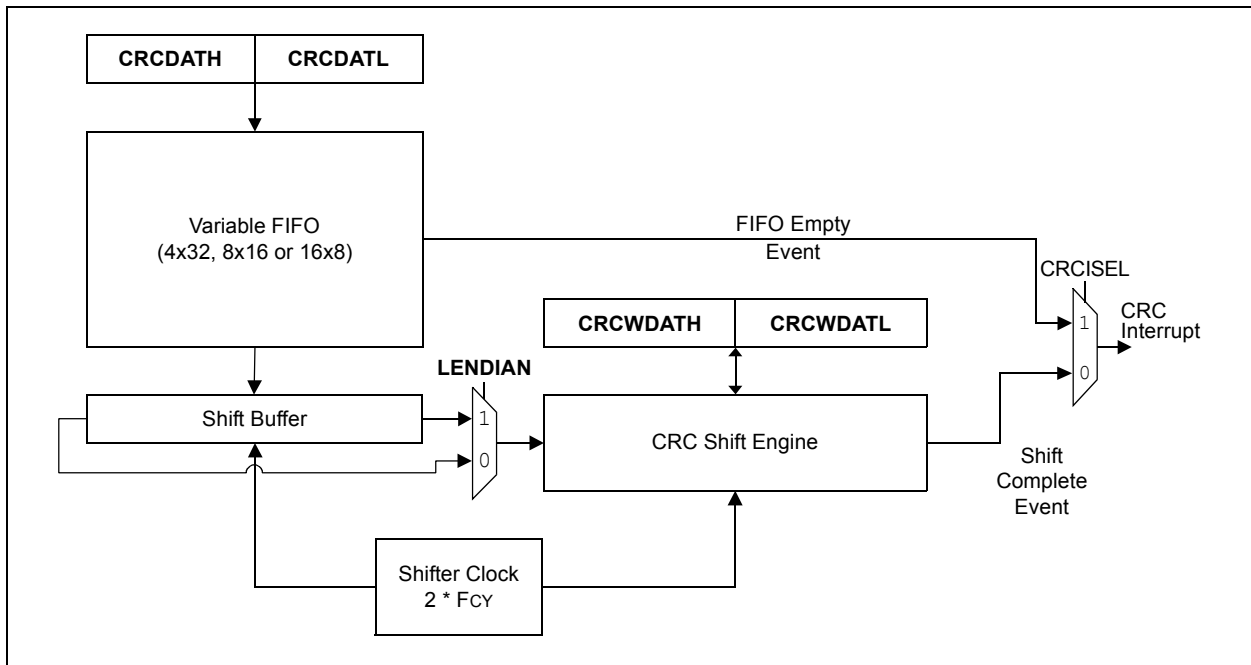 CRCDATH CRCDATL
Variable FIFO
(4x32, 8x16 or 16x8)
FIFO Empty
Event
CRCISEL
1
0
CRC
Interrupt
CRCWDATH CRCWDATL
LENDIAN
1
0
Shift Buffer
CRC Shift Engine
Shift
Complete
Event
Shifter Clock
2 * FCY